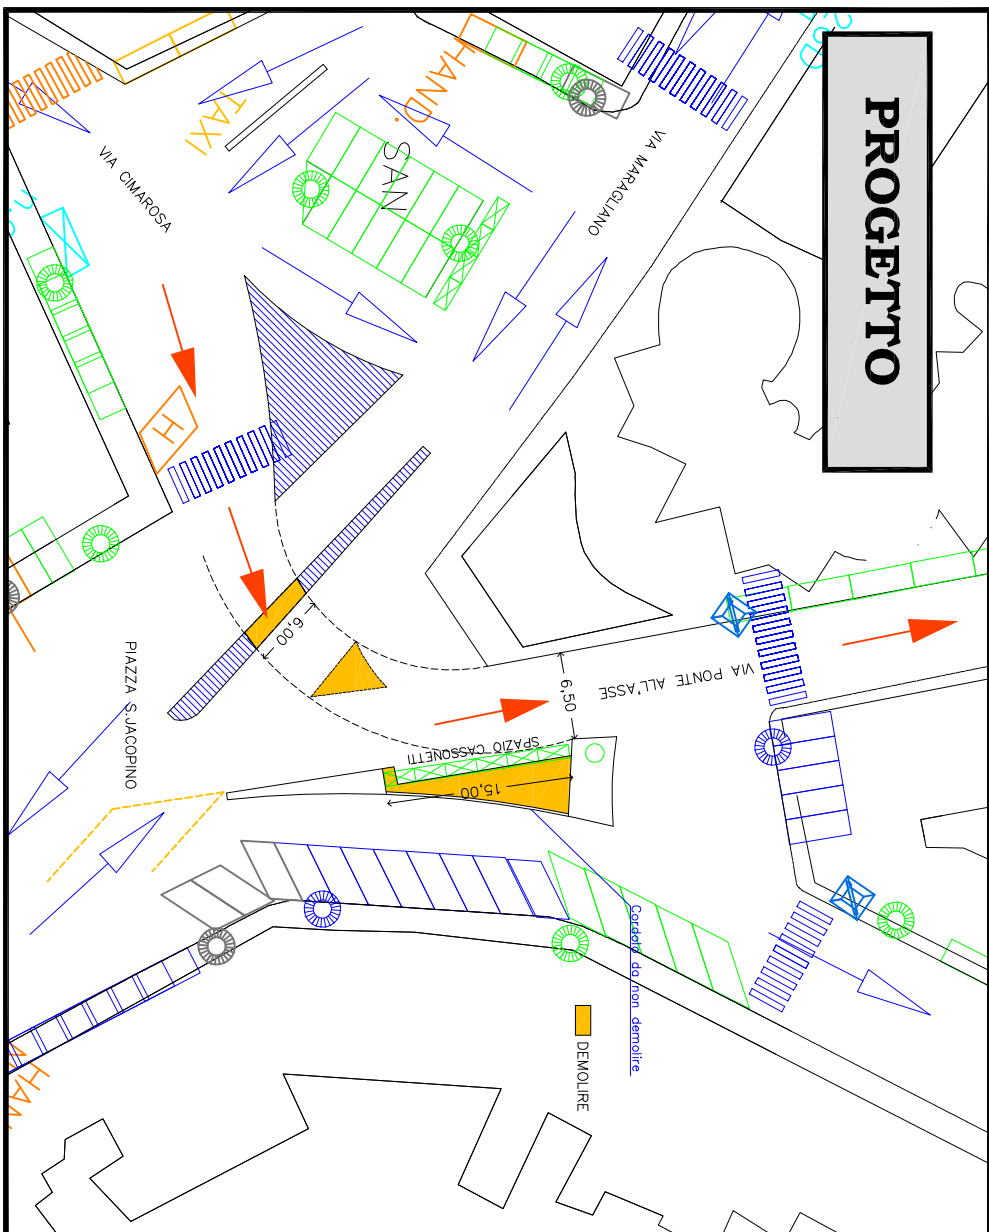 PROGETTO
HAND.
TAXI
SAN
VIA CIMAROSA
VIA MARAGLIANO
H
6,00
6,50
VIA PONTE ALL'ASSE
PIAZZA S.JACOPINO
SPAZIO CASSONETTI
15,00
Cordolo da non demolire
DEMOLIRE